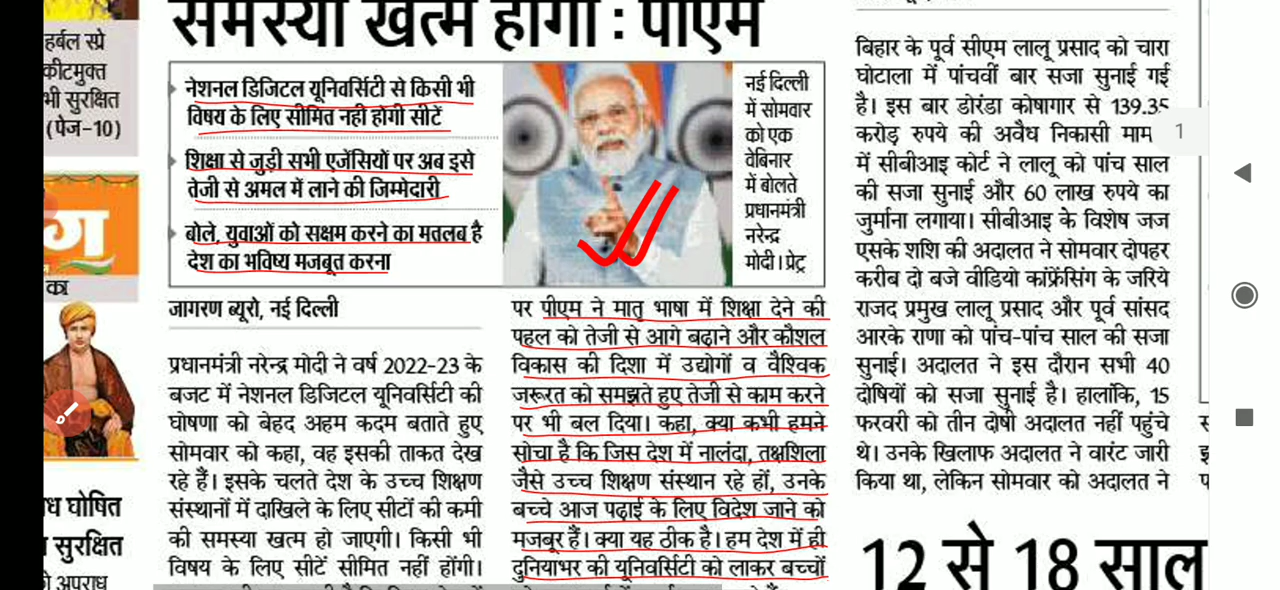 समस्या खत्म होगी : पीएम
हर्बल स्प्रे
कीटमुक्त
भी सुरक्षित
(पेज-10)
ग
का
ध घोषित
सुरक्षित
अपराध
नेशनल डिजिटल यूनिवर्सिटी से किसी भी
विषय के लिए सीमित नहीं होगी सीटें
शिक्षा से जुड़ी सभी एजेंसियों पर अब इसे
तेजी से अमल में लाने की जिम्मेदारी
बोले, युवाओं को सक्षम करने का मतलब है
देश का भविष्य मजबूत करना
नई दिल्ली
में सोमवार
को एक
वेबिनार
में बोलते
प्रधानमंत्री
नरेन्द्र
मोदी। प्रेट्र
जागरण ब्यूरो, नई दिल्ली
प्रधानमंत्री नरेन्द्र मोदी ने वर्ष 2022-23 के
बजट में नेशनल डिजिटल यूनिवर्सिटी की
घोषणा को बेहद अहम कदम बताते हुए
सोमवार को कहा, वह इसकी ताकत देख
रहे हैं। इसके चलते देश के उच्च शिक्षण
संस्थानों में दाखिले के लिए सीटों की कमी
की समस्या खत्म हो जाएगी। किसी भी
विषय के लिए सीटें सीमित नहीं होंगी।
पर पीएम ने मातृ भाषा में शिक्षा देने की
पहल को तेजी से आगे बढ़ाने और कौशल
विकास की दिशा में उद्योगों व वैश्विक
जरूरत को समझते हुए तेजी से काम करने
पर भी बल दिया। कहा, क्या कभी हमने
सोचा है कि जिस देश में नालंदा, तक्षशिला
जैसे उच्च शिक्षण संस्थान रहे हों, उनके
बच्चे आज पढ़ाई के लिए विदेश जाने को
मजबूर हैं। क्या यह ठीक है। हम देश में ही
दुनियाभर की यूनिवर्सिटी को लाकर बच्चों
बिहार के पूर्व सीएम लालू प्रसाद को चारा
घोटाला में पांचवीं बार सजा सुनाई गई
है। इस बार डोरंडा कोषागार से 139.35
करोड़ रुपये की अवैध निकासी माम
में सीबीआइ कोर्ट ने लालू को पांच साल
की सजा सुनाई और 60 लाख रुपये का
जुर्माना लगाया। सीबीआइ के विशेष जज
एसके शशि की अदालत ने सोमवार दोपहर
करीब दो बजे वीडियो कांफ्रेंसिंग के जरिये
राजद प्रमुख लालू प्रसाद और पूर्व सांसद
आरके राणा को पांच-पांच साल की सजा
सुनाई। अदालत ने इस दौरान सभी 40
दोषियों को सजा सुनाई है। हालांकि, 15
फरवरी को तीन दोषी अदालत नहीं पहुंचे
थे। उनके खिलाफ अदालत ने वारंट जारी
किया था, लेकिन सोमवार को अदालत ने
12 से 18 साल
1